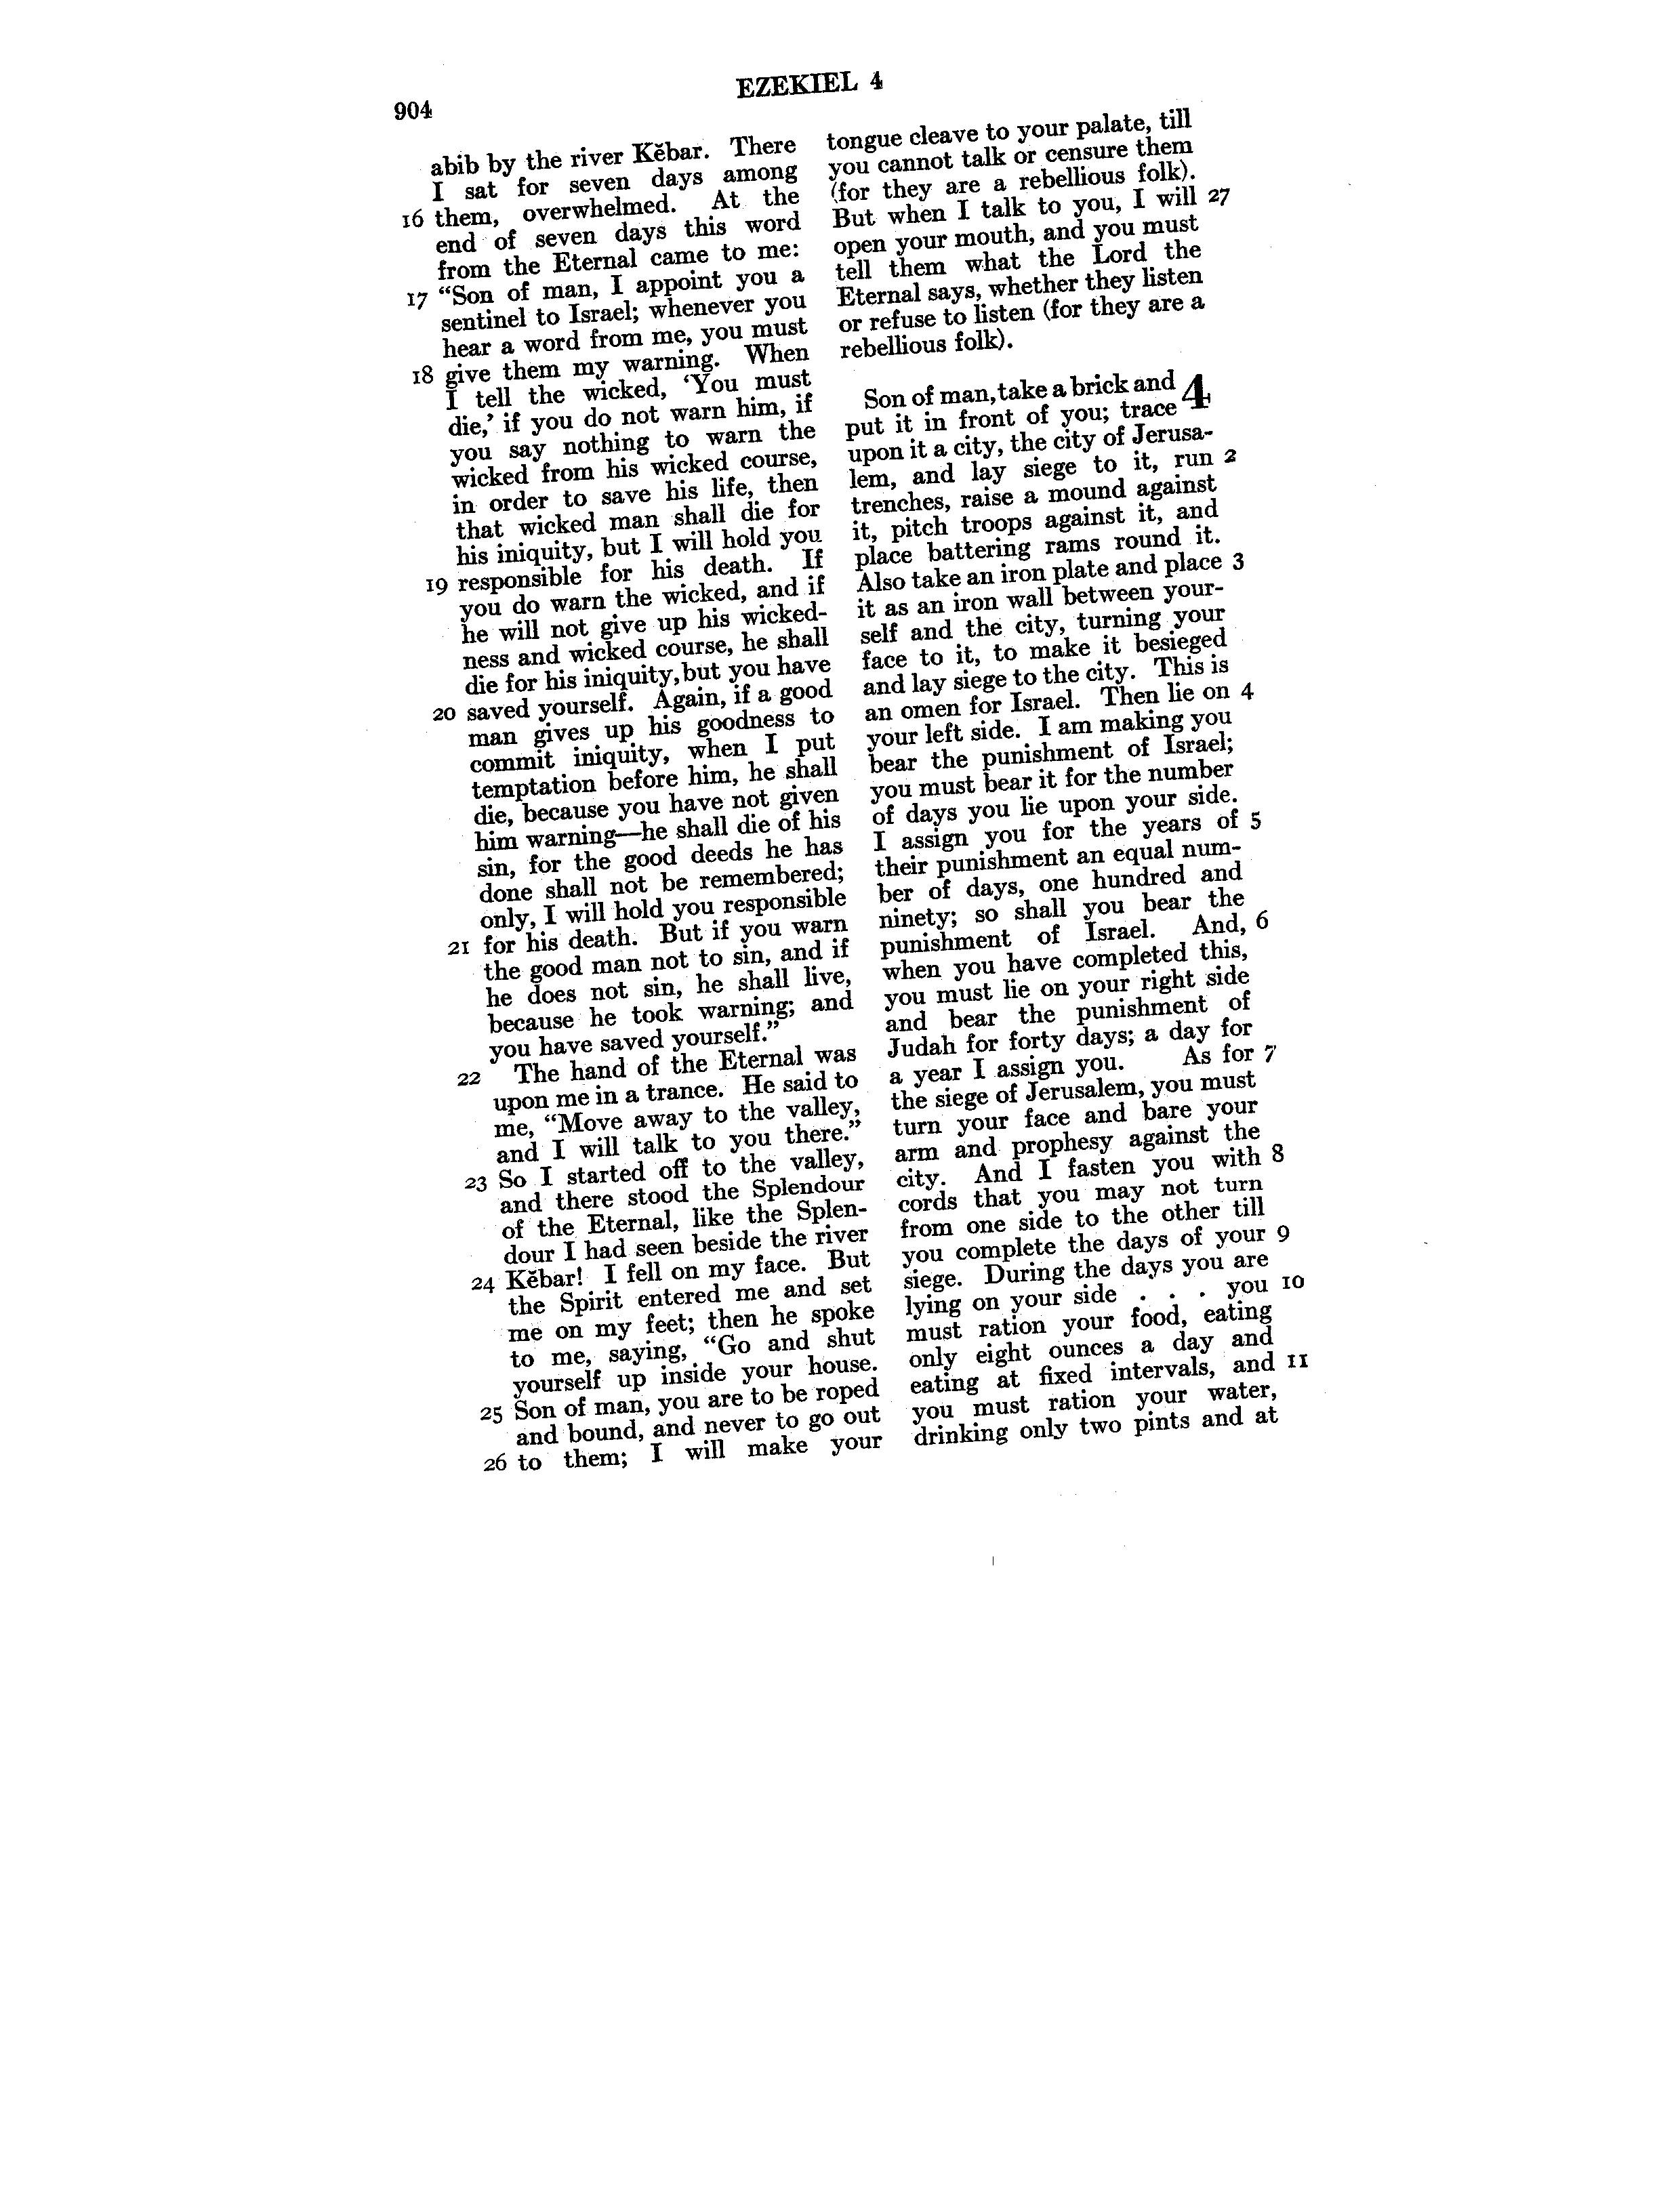 904
EZEKIEL 4
abib by the river Kĕbar. There
I sat for seven days among
16 them, overwhelmed. At the
end of seven days this word
from the Eternal came to me:
17 “Son of man, I appoint you a
sentinel to Israel; whenever you
hear a word from me, you must
18 give them my warning. When
I tell the wicked, ‘You must
die,’ if you do not warn him, if
you say nothing to warn the
wicked from his wicked course,
in order to save his life, then
that wicked man shall die for
his iniquity, but I will hold you
19 responsible for his death. If
you do warn the wicked, and if
he will not give up his wicked-
ness and wicked course, he shall
die for his iniquity, but you have
20 saved yourself. Again, if a good
man gives up his goodness to
commit iniquity, when I put
temptation before him, he shall
die, because you have not given
him warning—he shall die of his
sin, for the good deeds he has
done shall not be remembered;
only, I will hold you responsible
21 for his death. But if you warn
the good man not to sin, and if
he does not sin, he shall live,
because he took warning; and
you have saved yourself.”
22 The hand of the Eternal was
upon me in a trance. He said to
me, “Move away to the valley,
and I will talk to you there.”
23 So I started off to the valley,
and there stood the Splendour
of the Eternal, like the Splen-
dour I had seen beside the river
24 Kĕbar! I fell on my face. But
the Spirit entered me and set
me on my feet; then he spoke
to me, saying, “Go and shut
yourself up inside your house.
25 Son of man, you are to be roped
and bound, and never to go out
26 to them; I will make your
tongue cleave to your palate, till
you cannot talk or censure them
(for they are a rebellious folk).
But when I talk to you, I will 27
open your mouth, and you must
tell them what the Lord the
Eternal says, whether they listen
or refuse to listen (for they are a
rebellious folk).
Son of man, take a brick and 4
put it in front of you; trace
upon it a city, the city of Jerusa-
lem, and lay siege to it, run 2
trenches, raise a mound against
it, pitch troops against it, and
place battering rams round it.
Also take an iron plate and place 3
it as an iron wall between your-
self and the city, turning your
face to it, to make it besieged
and lay siege to the city. This is
an omen for Israel. Then lie on 4
your left side. I am making you
bear the punishment of Israel;
you must bear it for the number
of days you lie upon your side.
I assign you for the years of 5
their punishment an equal num-
ber of days, one hundred and
ninety; so shall you bear the
punishment of Israel. And, 6
when you have completed this,
you must lie on your right side
and bear the punishment of
Judah for forty days; a day for
a year I assign you. As for 7
the siege of Jerusalem, you must
turn your face and bare your
arm and prophesy against the
city. And I fasten you with 8
cords that you may not turn
from one side to the other till
you complete the days of your 9
siege. During the days you are
lying on your side . . . you 10
must ration your food, eating
only eight ounces a day and
eating at fixed intervals, and 11
you must ration your water,
drinking only two pints and at